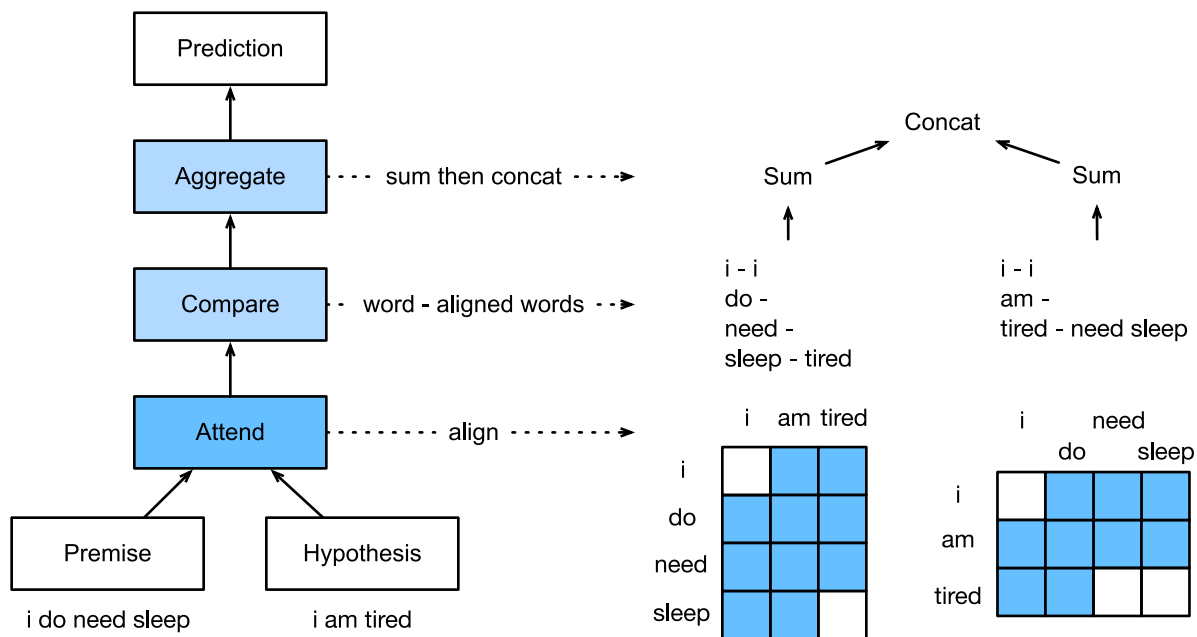 Prediction
Aggregate
sum then concat
Compare
word - aligned words
Attend
align
Premise
Hypothesis
i do need sleep
i am tired
Concat
Sum
Sum
i - i
do -
need -
sleep - tired
i - i
am -
tired - need sleep
i am tired
i
do
need
sleep
i need
do sleep
i
am
tired